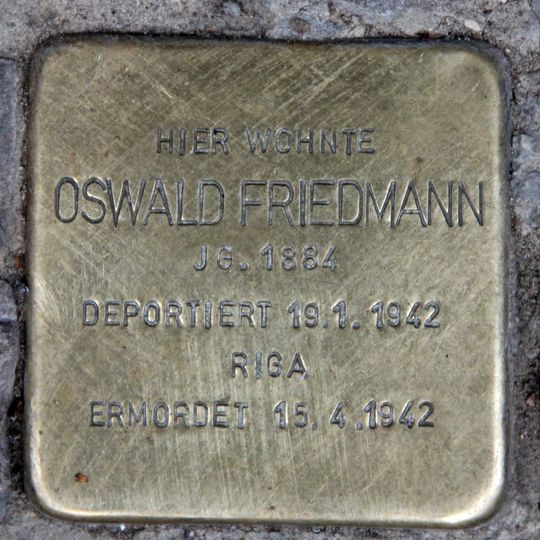 HIER WOHNTE
OSWALD FRIEDMANN
JG. 1884
DEPORTIERT 19.1.1942
RIGA
ERMORDET 15.4.1942